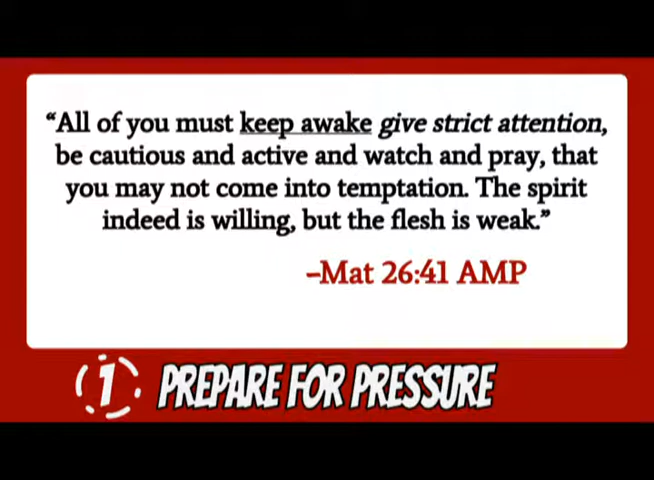 “All of you must keep awake give strict attention,
be cautious and active and watch and pray, that
you may not come into temptation. The spirit
indeed is willing, but the flesh is weak.”
–Mat 26:41 AMP
1 PREPARE FOR PRESSURE